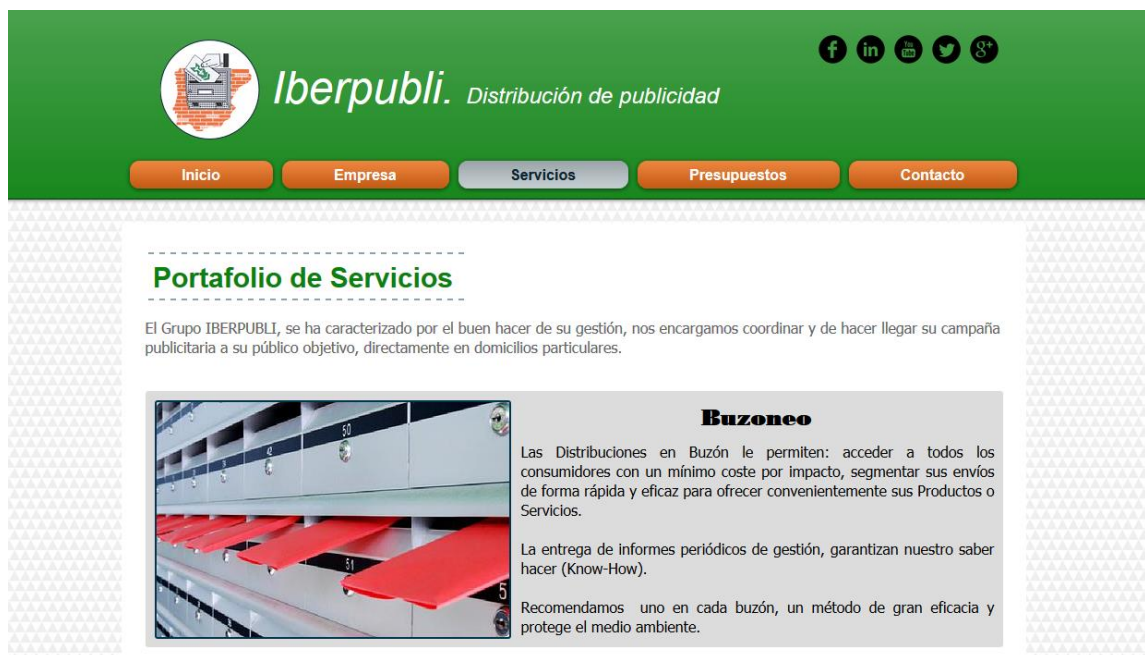 Iberpubli. Distribución de publicidad
f in You Tube g+
Inicio Empresa Servicios Presupuestos Contacto
Portafolio de Servicios
El Grupo IBERPUBLI, se ha caracterizado por el buen hacer de su gestión, nos encargamos coordinar y de hacer llegar su campaña
publicitaria a su público objetivo, directamente en domicilios particulares.
50
42
51
5
Buzoneo
Las Distribuciones en Buzón le permiten: acceder a todos los
consumidores con un mínimo coste por impacto, segmentar sus envíos
de forma rápida y eficaz para ofrecer convenientemente sus Productos o
Servicios.
La entrega de informes periódicos de gestión, garantizan nuestro saber
hacer (Know-How).
Recomendamos uno en cada buzón, un método de gran eficacia y
protege el medio ambiente.